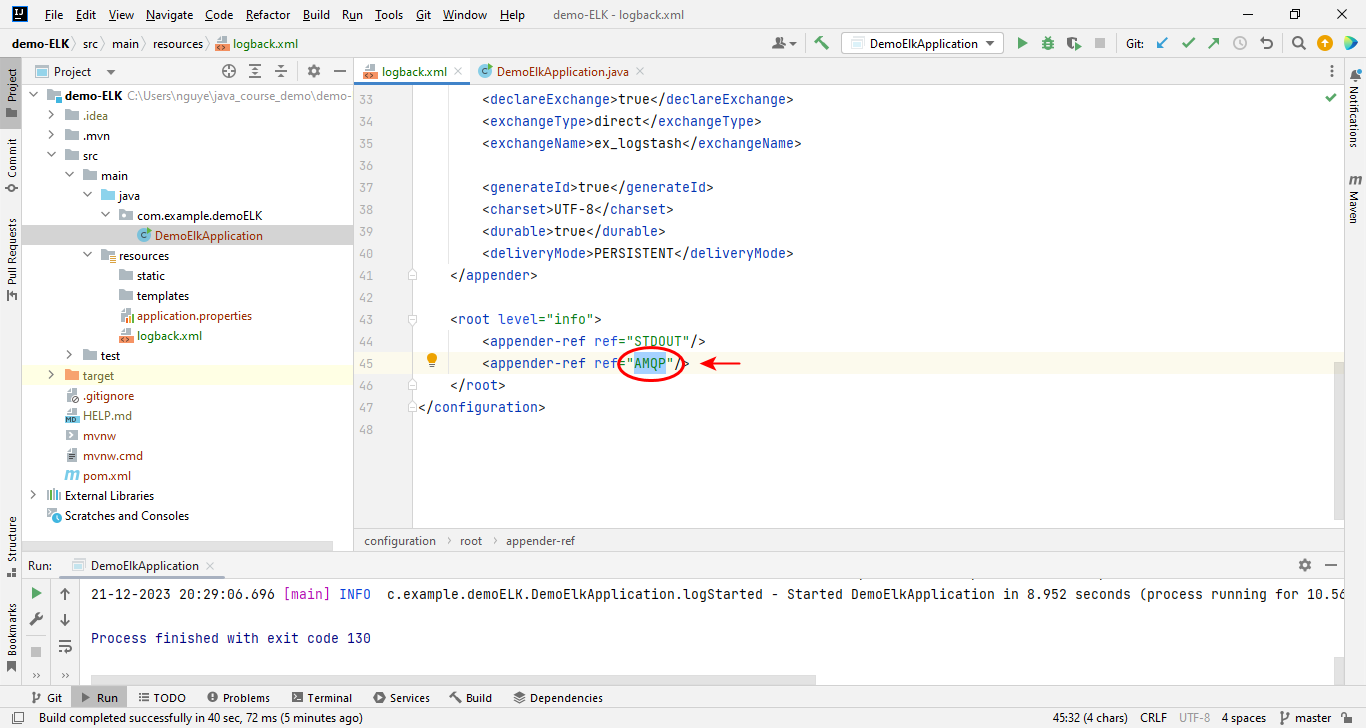 File Edit View Navigate Code Refactor Build Run Tools Git Window Help demo-ELK - logback.xml
demo-ELK src main resources logback.xml DemoElkApplication Git:
Project
logback.xml DemoElkApplication.java
demo-ELK C:\Users\nguye\java_course_demo\demo-
.idea
.mvn
src
main
java
com.example.demoELK
DemoElkApplication
resources
static
templates
application.properties
logback.xml
test
target
.gitignore
HELP.md
mvnw
mvnw.cmd
pom.xml
External Libraries
Scratches and Consoles
Project
Commit
Pull Requests
Structure
Bookmarks
33 <declareExchange>true</declareExchange>
34 <exchangeType>direct</exchangeType>
35 <exchangeName>ex_logstash</exchangeName>
36
37 <generateId>true</generateId>
38 <charset>UTF-8</charset>
39 <durable>true</durable>
40 <deliveryMode>PERSISTENT</deliveryMode>
41 </appender>
42
43 <root level="info">
44 <appender-ref ref="STDOUT"/>
45 <appender-ref ref="AMQP"/>
46 </root>
47 </configuration>
48
configuration root appender-ref
Notifications
Maven
Run: DemoElkApplication
21-12-2023 20:29:06.696 [main] INFO c.example.demoELK.DemoElkApplication.logStarted - Started DemoElkApplication in 8.952 seconds (process running for 10.56
Process finished with exit code 130
Git Run TODO Problems Terminal Services Build Dependencies
Build completed successfully in 40 sec, 72 ms (5 minutes ago) 45:32 (4 chars) CRLF UTF-8 4 spaces master